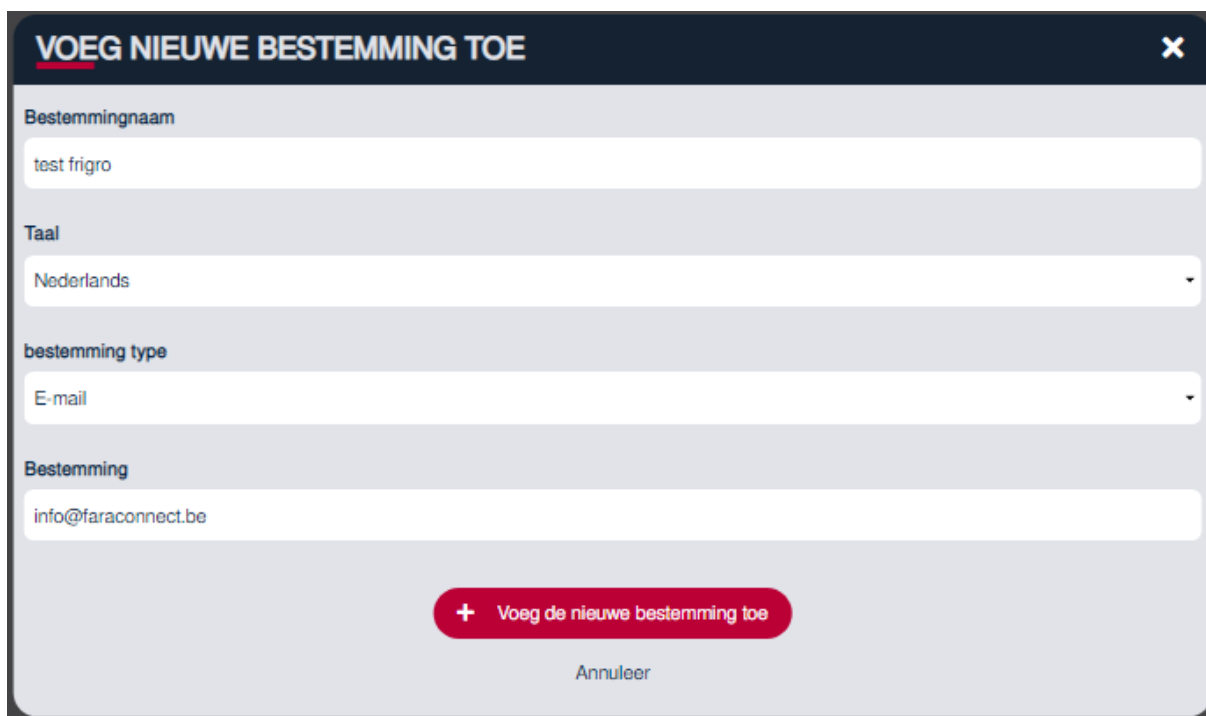 VOEG NIEUWE BESTEMMING TOE
Bestemmingnaam
test frigro
Taal
Nederlands
bestemming type
E-mail
Bestemming
info@faraconnect.be
+ Voeg de nieuwe bestemming toe
Annuleer